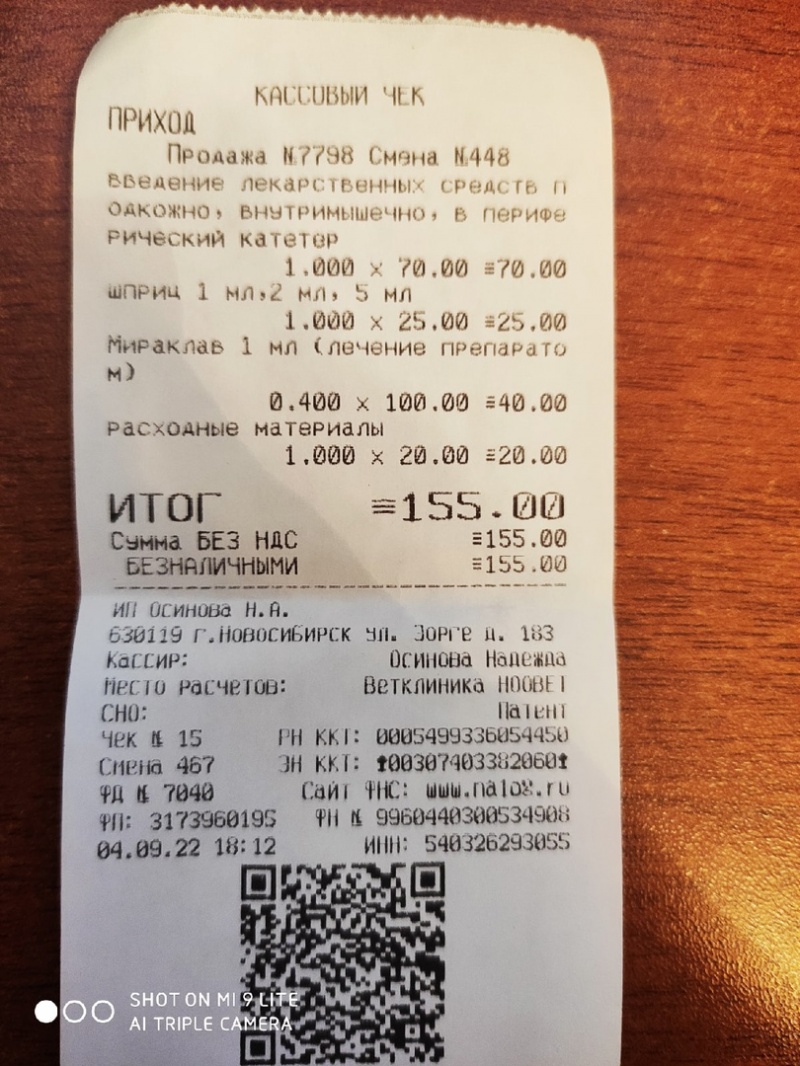 КАССОВЫЙ ЧЕК
ПРИХОД
Продажа №7798 Смена №448
введение лекарственных средств п
одкожно, внутримышечно, в перифе
рический катетер
1.000 x 70.00 ≡70.00
шприц 1 мл,2 мл, 5 мл
1.000 x 25.00 ≡25.00
Мираклав 1 мл (лечение препарато
м)
0.400 x 100.00 ≡40.00
расходные материалы
1.000 x 20.00 ≡20.00
ИТОГ ≡155.00
Сумма БЕЗ НДС ≡155.00
БЕЗНАЛИЧНЫМИ ≡155.00
ИП Осинова Н.А.
630119 г.Новосибирск ул. Зорге д. 183
Кассир: Осинова Надежда
Место расчетов: Ветклиника НООВЕТ
СНО: Патент
Чек № 15 РН ККТ: 0005499336054450
Смена 467 ЗН ККТ: ↑00307403382060↑
ФД № 7040 Сайт ФНС: www.nalog.ru
ФП: 3173960195 ФН № 9960440300534908
04.09.22 18:12 ИНН: 540326293055
SHOT ON MI 9 LITE
AI TRIPLE CAMERA